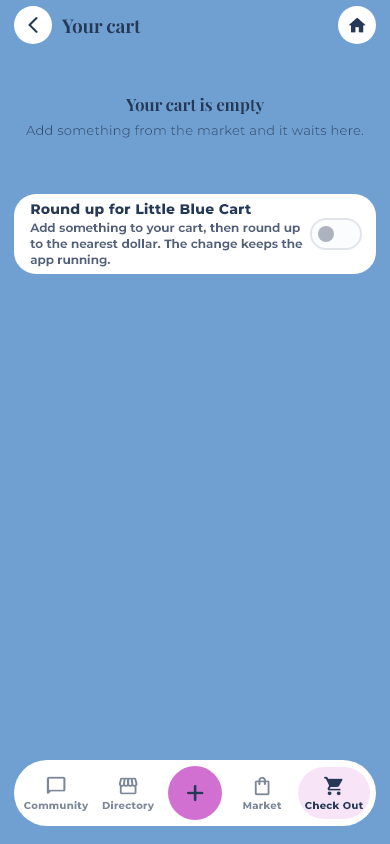 Your cart
Your cart is empty
Add something from the market and it waits here.
Round up for Little Blue Cart
Add something to your cart, then round up
to the nearest dollar. The change keeps the
app running.
Community
Directory
Market
Check Out